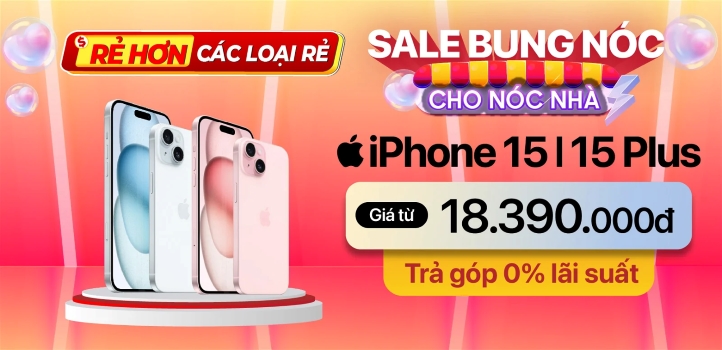 $ RẺ HƠN CÁC LOẠI RẺ
SALE BUNG NÓC
CHO NÓC NHÀ
iPhone 15 | 15 Plus
Giá từ 18.390.000đ
Trả góp 0% lãi suất